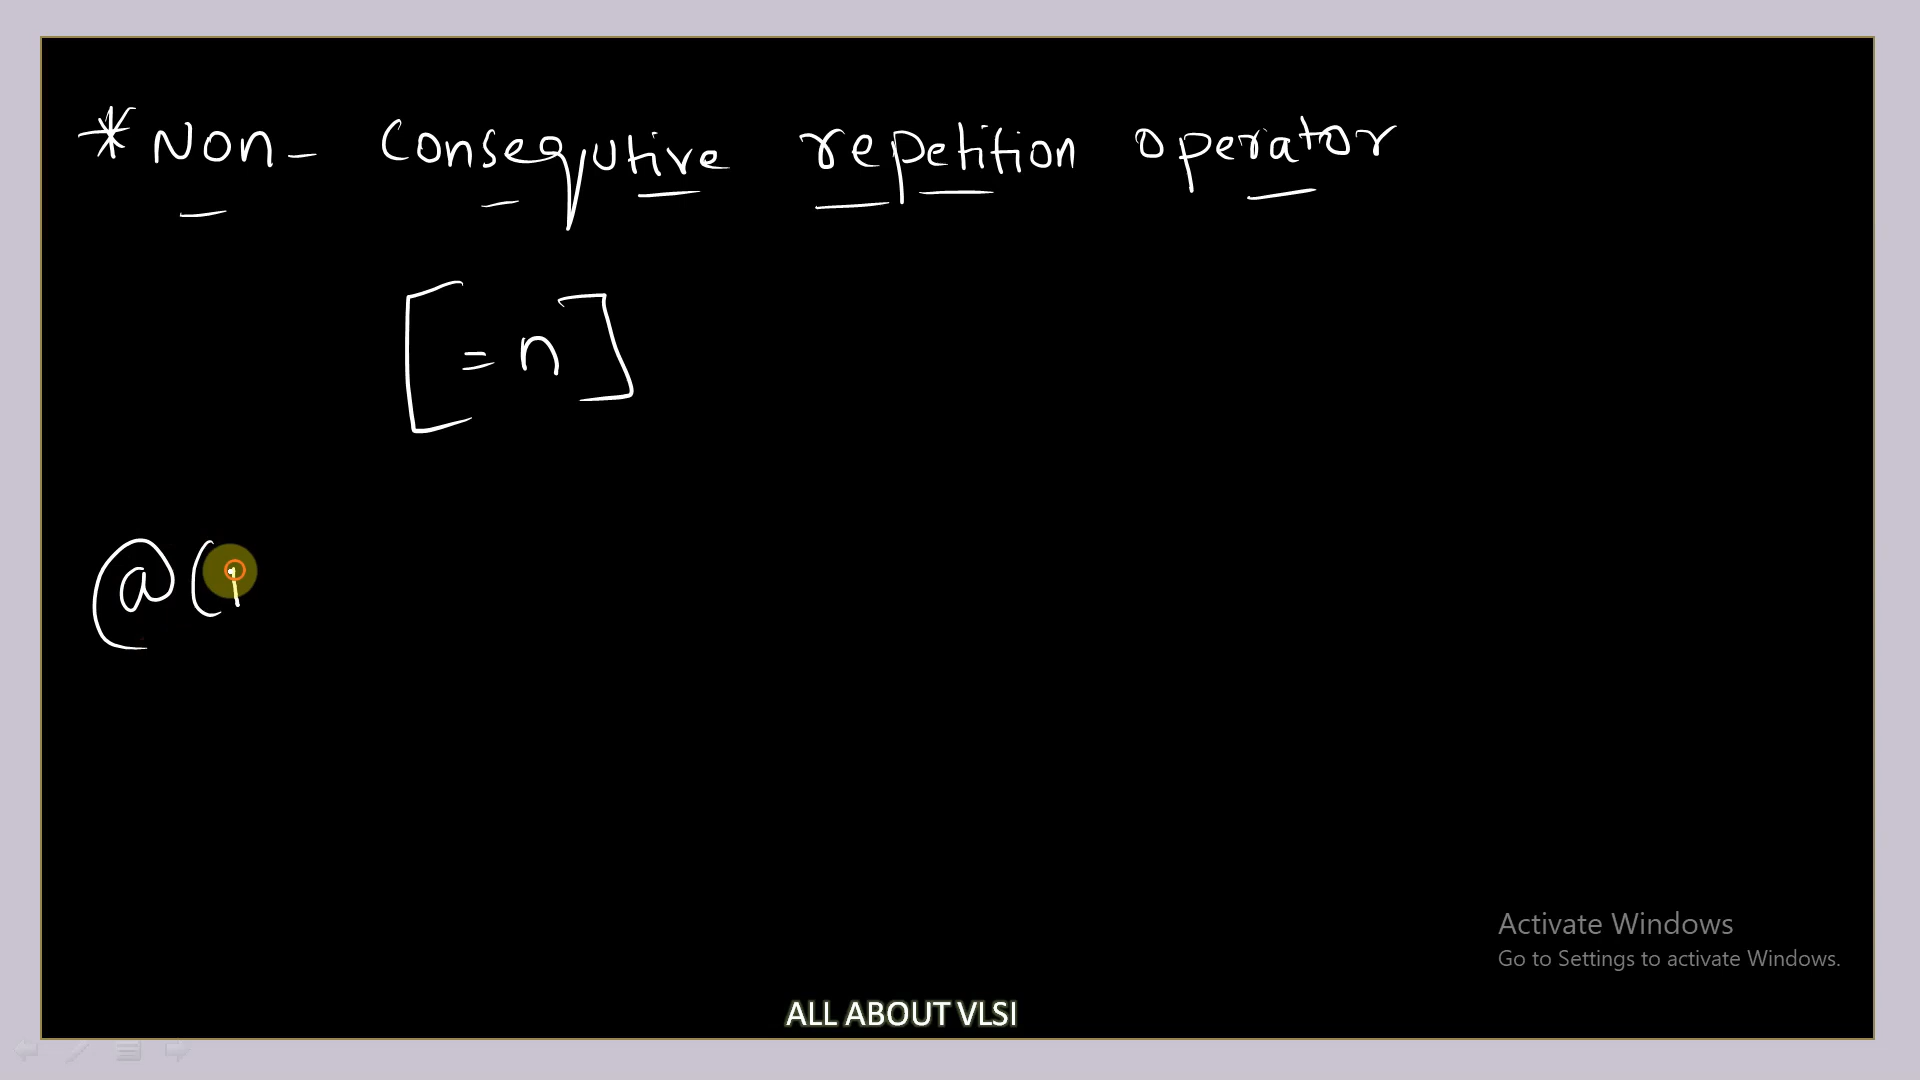 * Non - Consequtive repetition operator
[= n]
@(
Activate Windows
Go to Settings to activate Windows.
ALL ABOUT VLSI